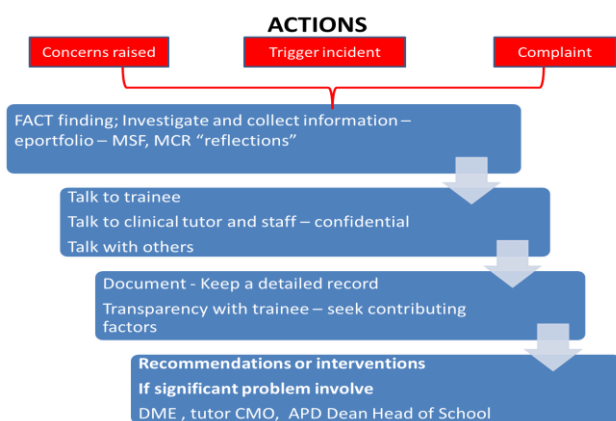 ACTIONS
Concerns raised
Trigger incident
Complaint
FACT finding; Investigate and collect information –
eportfolio – MSF, MCR “reflections”
Talk to trainee
Talk to clinical tutor and staff – confidential
Talk with others
Document - Keep a detailed record
Transparency with trainee – seek contributing
factors
Recommendations or interventions
If significant problem involve
DME , tutor CMO, APD Dean Head of School